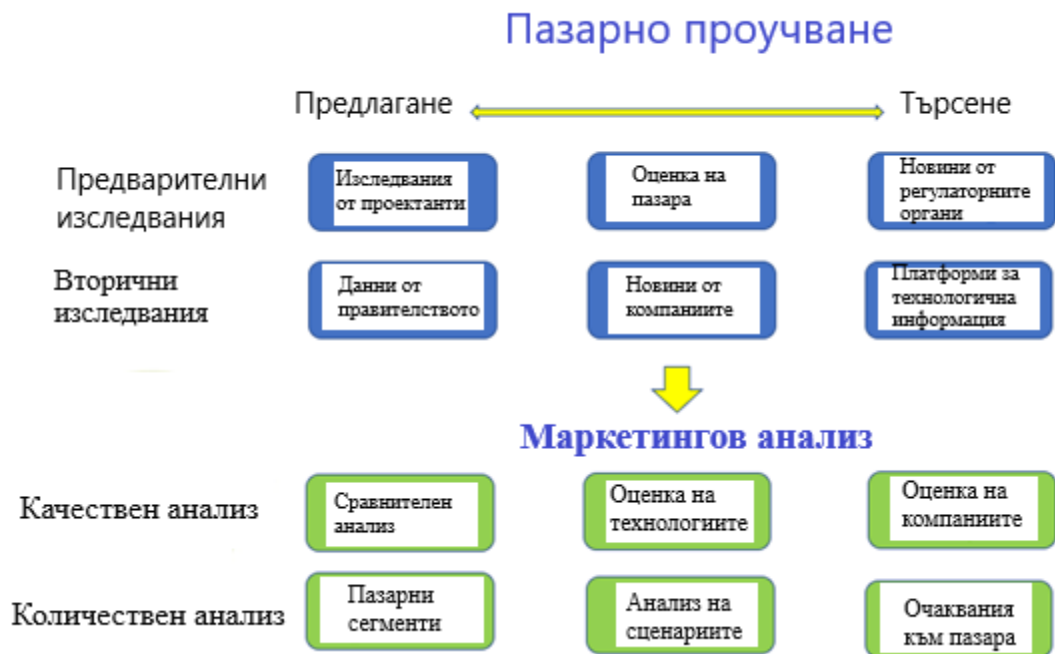 Пазарно проучване
Предлагане
Търсене
Предварителни
изследвания
Изследвания
от проектанти
Оценка на
пазара
Новини от
регулаторните
органи
Вторични
изследвания
Данни от
правителството
Новини от
компаниите
Платформи за
технологична
информация
Маркетингов анализ
Качествен анализ
Сравнителен
анализ
Оценка на
технологиите
Оценка на
компаниите
Количествен анализ
Пазарни
сегменти
Анализ на
сценариите
Очаквания
към пазара